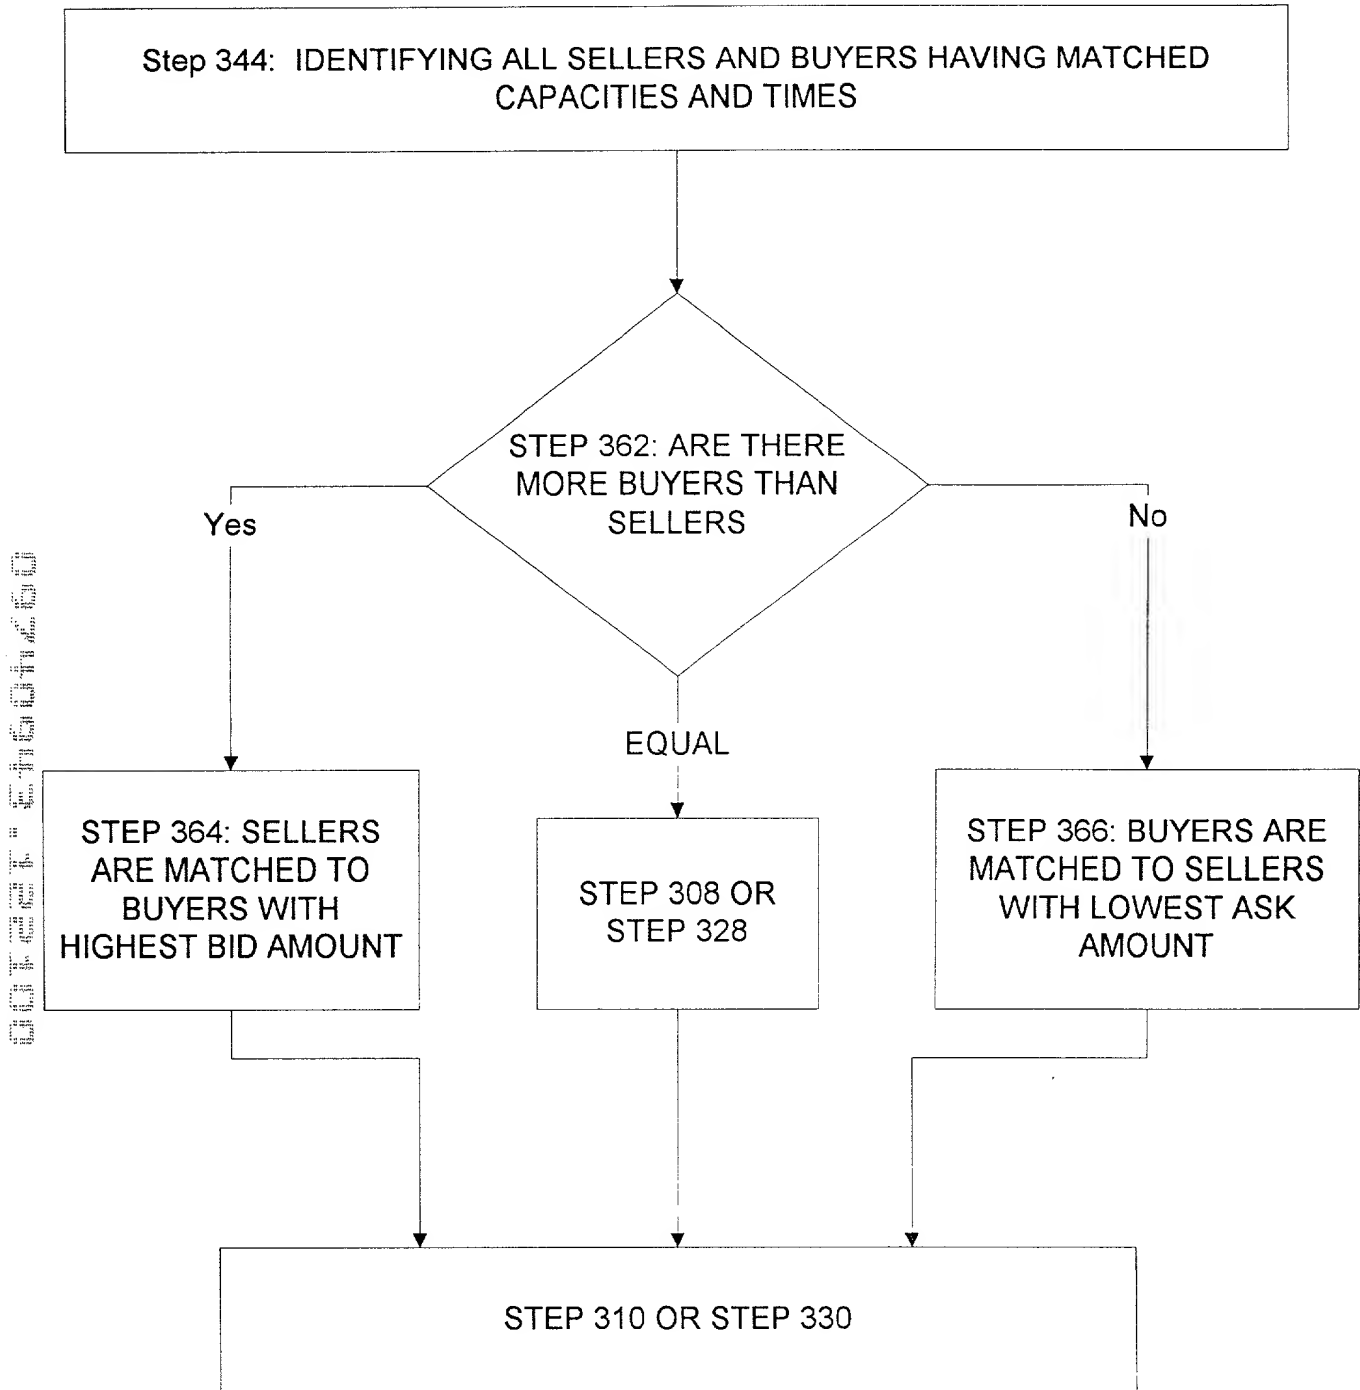 Step 344: IDENTIFYING ALL SELLERS AND BUYERS HAVING MATCHED
CAPACITIES AND TIMES
STEP 362: ARE THERE
MORE BUYERS THAN
SELLERS
Yes
No
EQUAL
STEP 364: SELLERS
ARE MATCHED TO
BUYERS WITH
HIGHEST BID AMOUNT
STEP 308 OR
STEP 328
STEP 366: BUYERS ARE
MATCHED TO SELLERS
WITH LOWEST ASK
AMOUNT
STEP 310 OR STEP 330